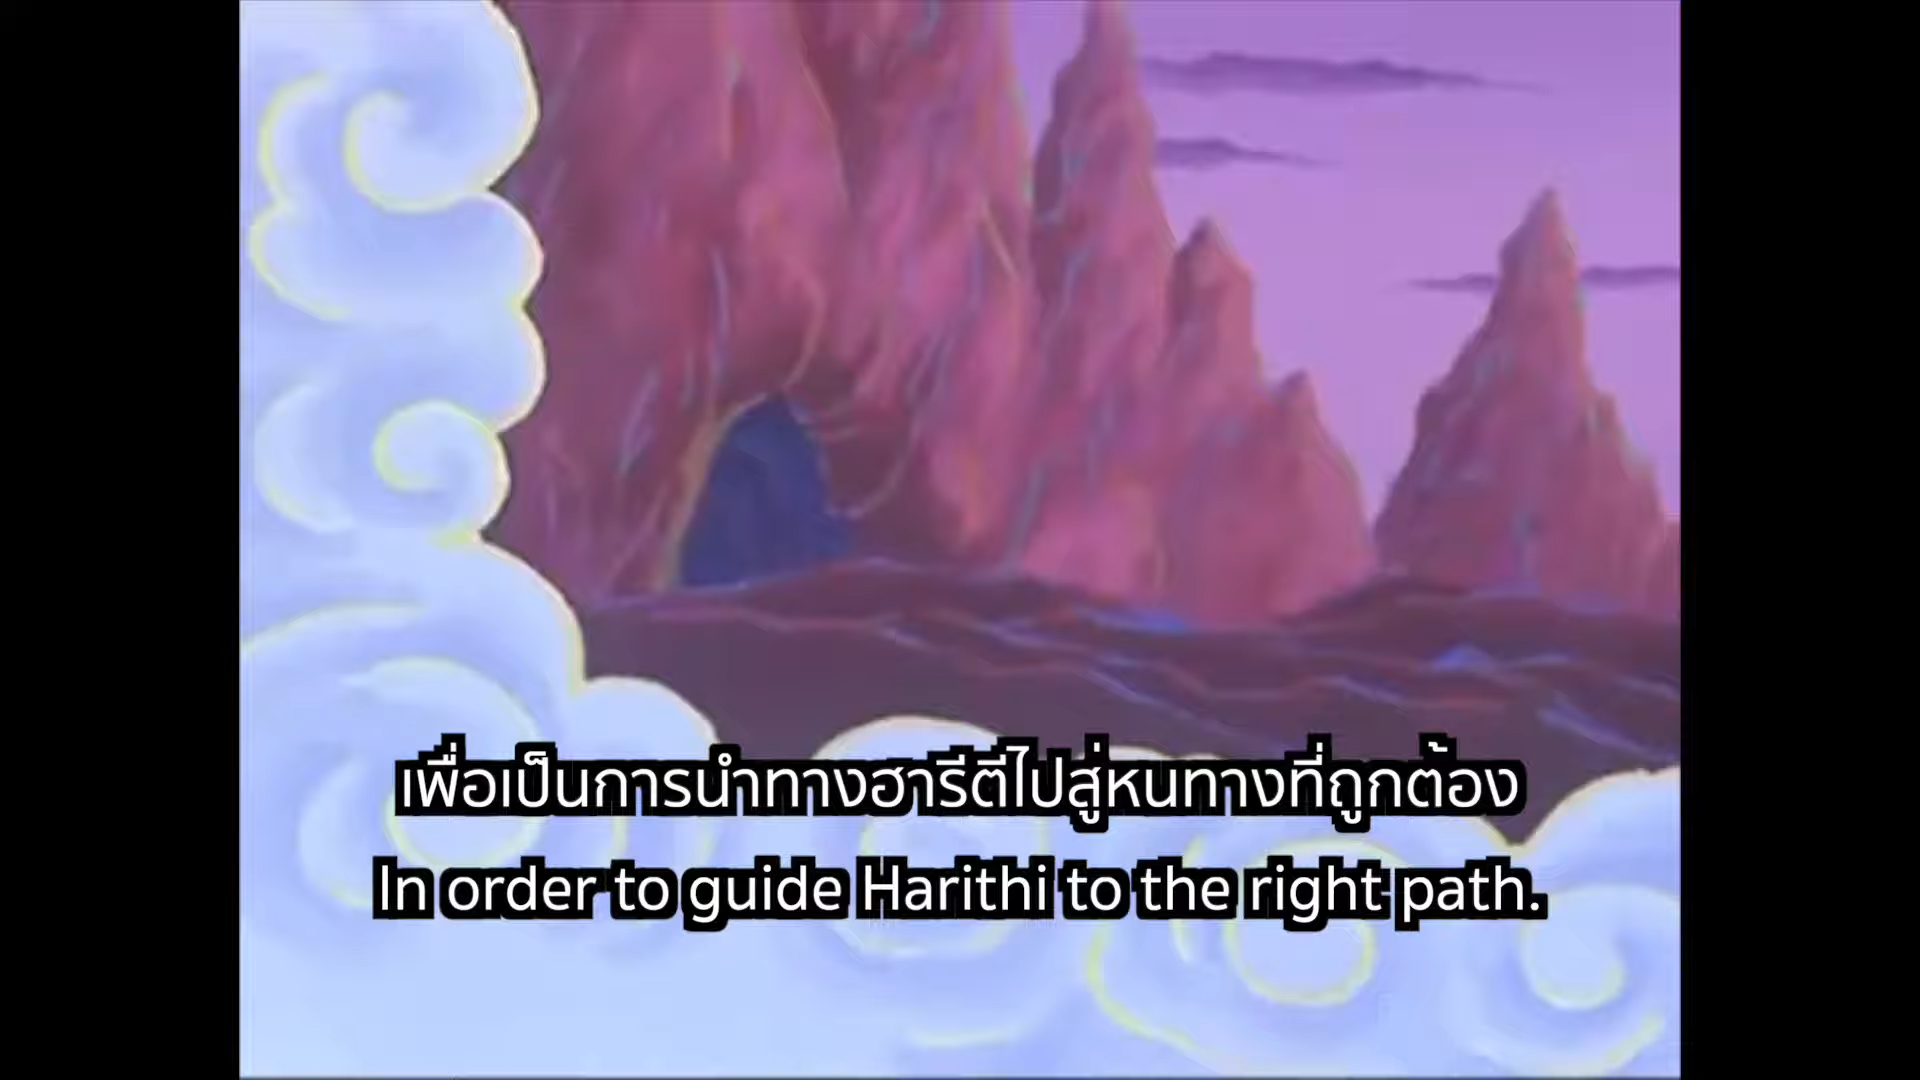 เพื่อเป็นการนำทางฮารีตีไปสู่หนทางที่ถูกต้อง
In order to guide Harithi to the right path.